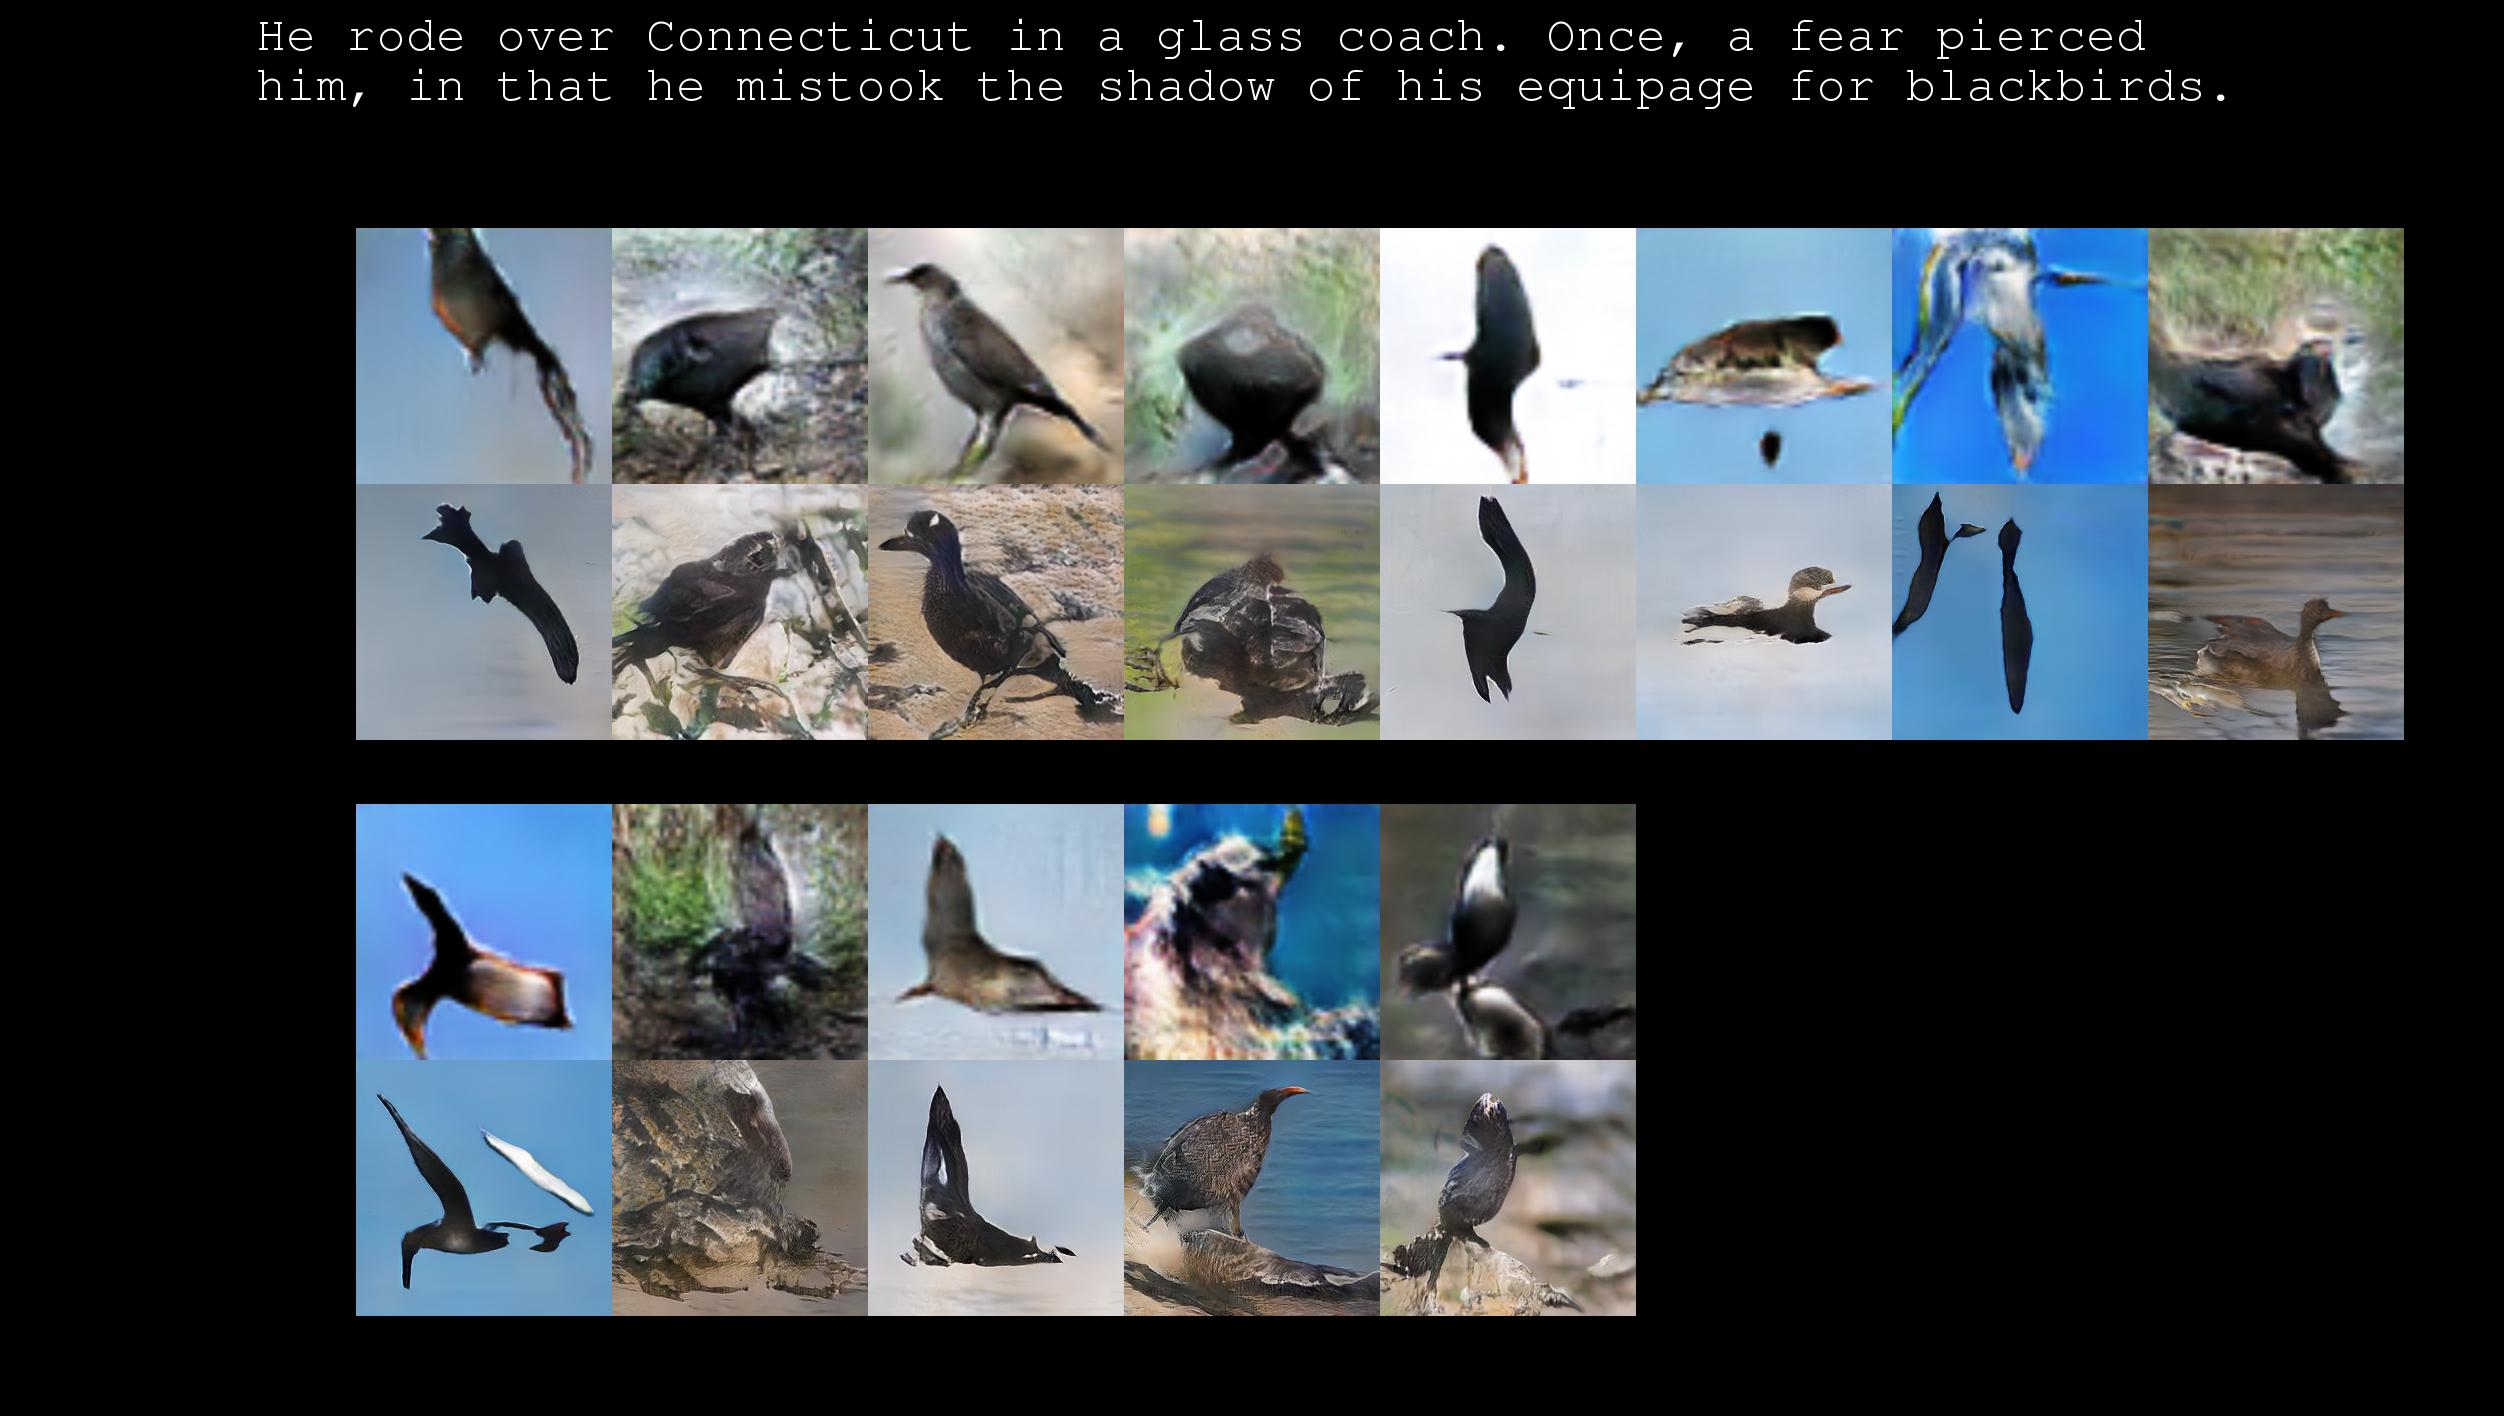 He rode over Connecticut in a glass coach. Once, a fear pierced
him, in that he mistook the shadow of his equipage for blackbirds.